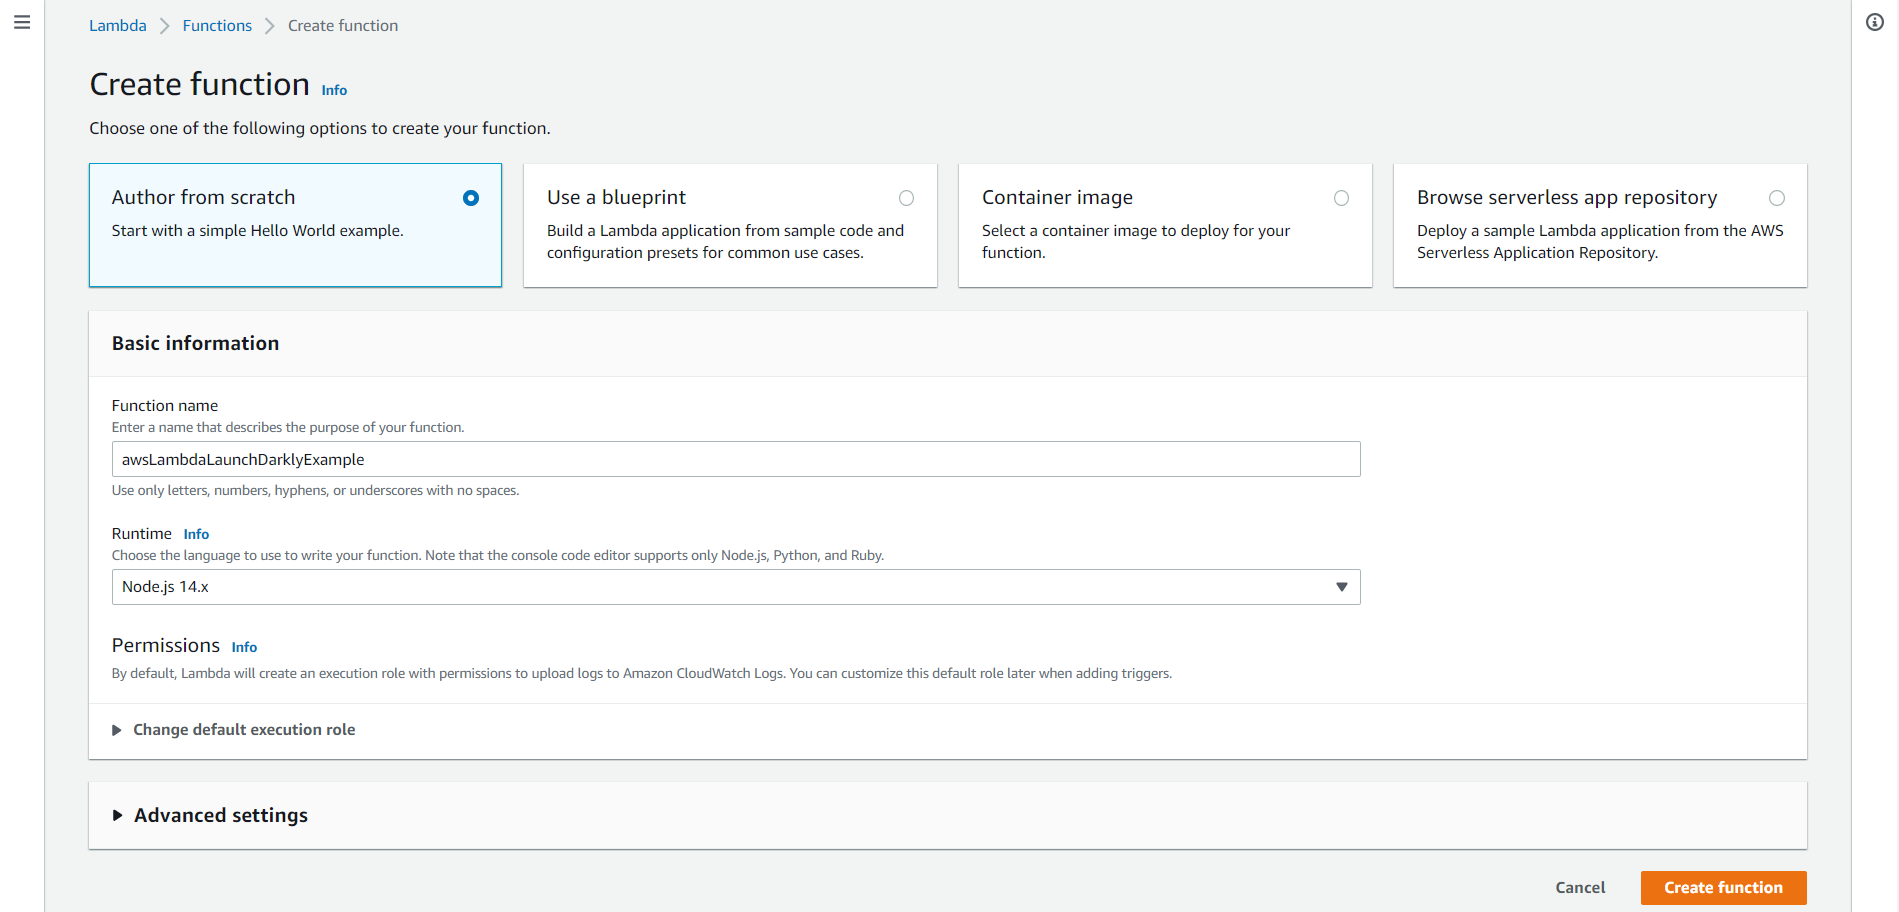 Lambda Functions Create function
Create function Info
Choose one of the following options to create your function.
Author from scratch
Start with a simple Hello World example.
Use a blueprint
Build a Lambda application from sample code and
configuration presets for common use cases.
Container image
Select a container image to deploy for your
function.
Browse serverless app repository
Deploy a sample Lambda application from the AWS
Serverless Application Repository.
Basic information
Function name
Enter a name that describes the purpose of your function.
awsLambdaLaunchDarklyExample
Use only letters, numbers, hyphens, or underscores with no spaces.
Runtime Info
Choose the language to use to write your function. Note that the console code editor supports only Node.js, Python, and Ruby.
Node.js 14.x
Permissions Info
By default, Lambda will create an execution role with permissions to upload logs to Amazon CloudWatch Logs. You can customize this default role later when adding triggers.
Change default execution role
Advanced settings
Cancel Create function